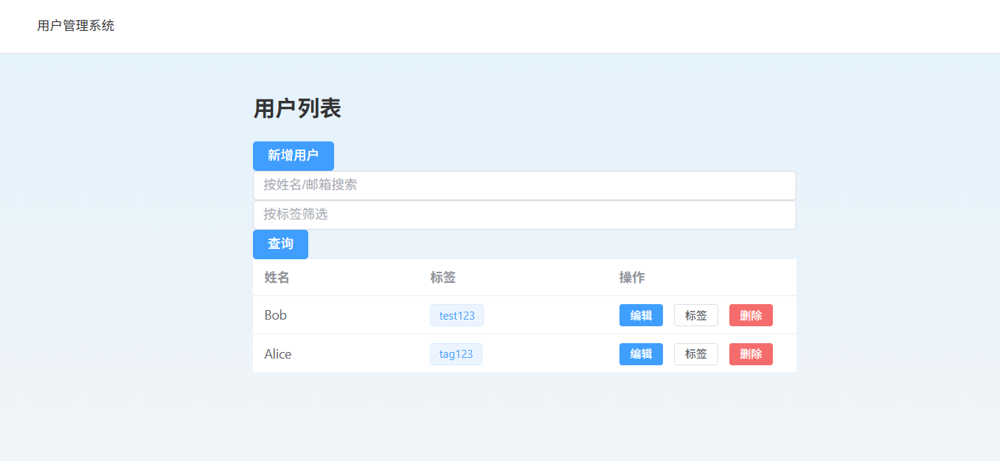 用户管理系统
用户列表
新增用户
按姓名/邮箱搜索
按标签筛选
查询
姓名 标签 操作
Bob test123 编辑 标签 删除
Alice tag123 编辑 标签 删除